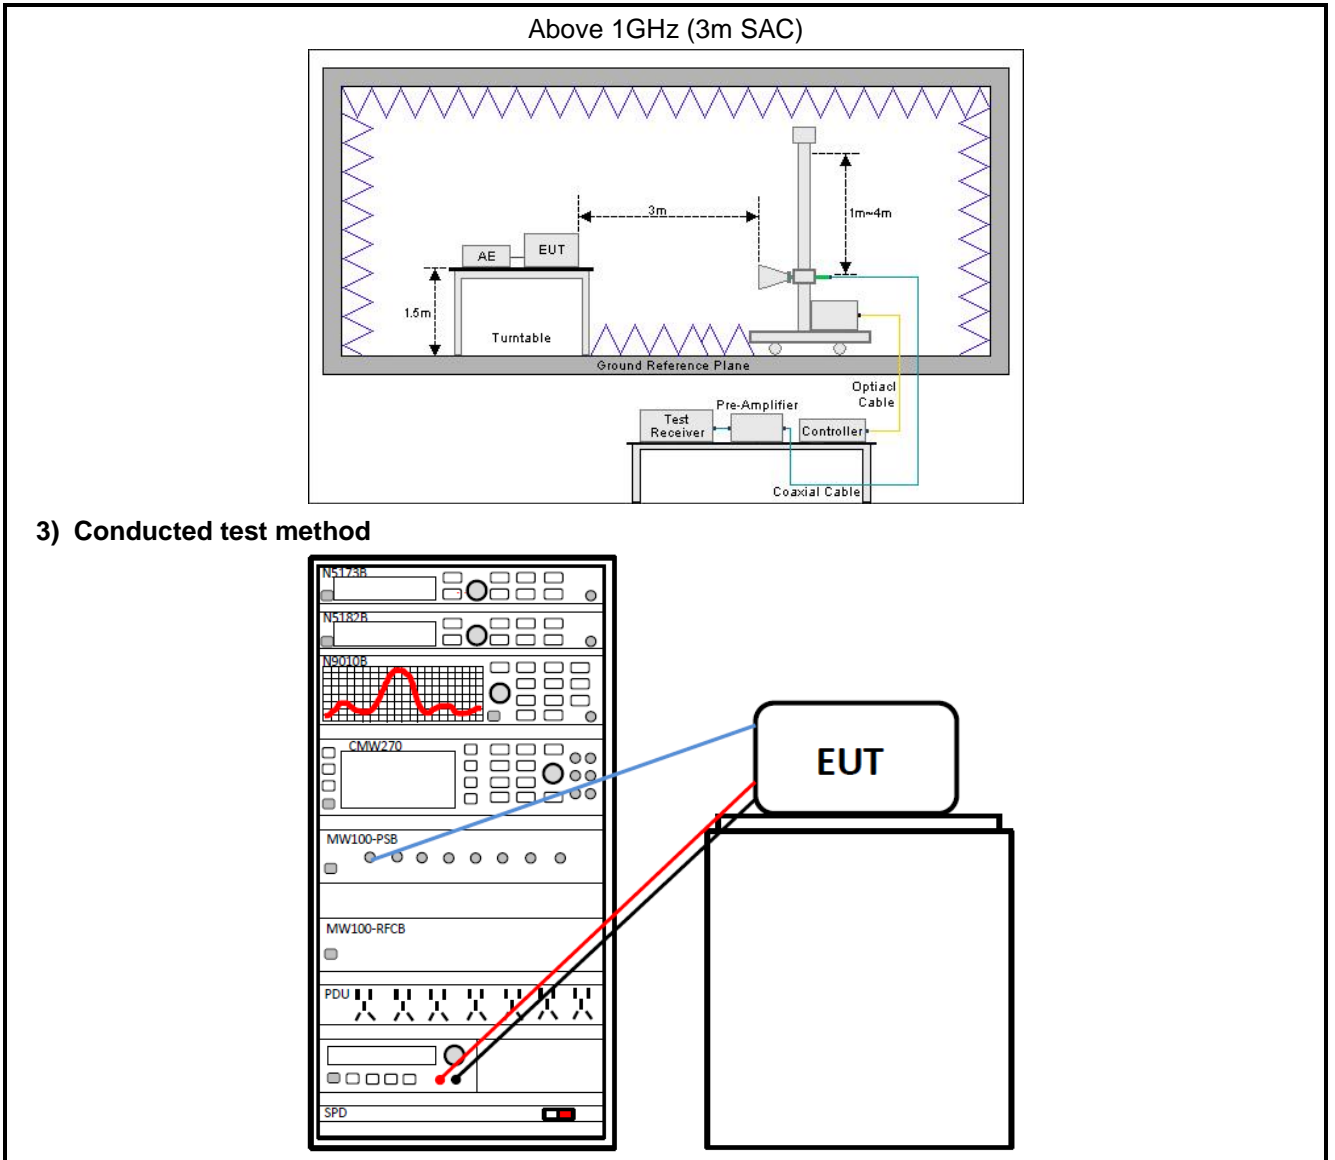 Above 1GHz (3m SAC)
3m
1m~4m
AE
EUT
1.5m
Turntable
Ground Reference Plane
Optiacl
Cable
Pre-Amplifier
Test
Receiver
Controller
Coaxial Cable
3) Conducted test method
N5173B
N5182B
N9010B
CMW270
EUT
MW100-PSB
MW100-RFCB
PDU
SPD